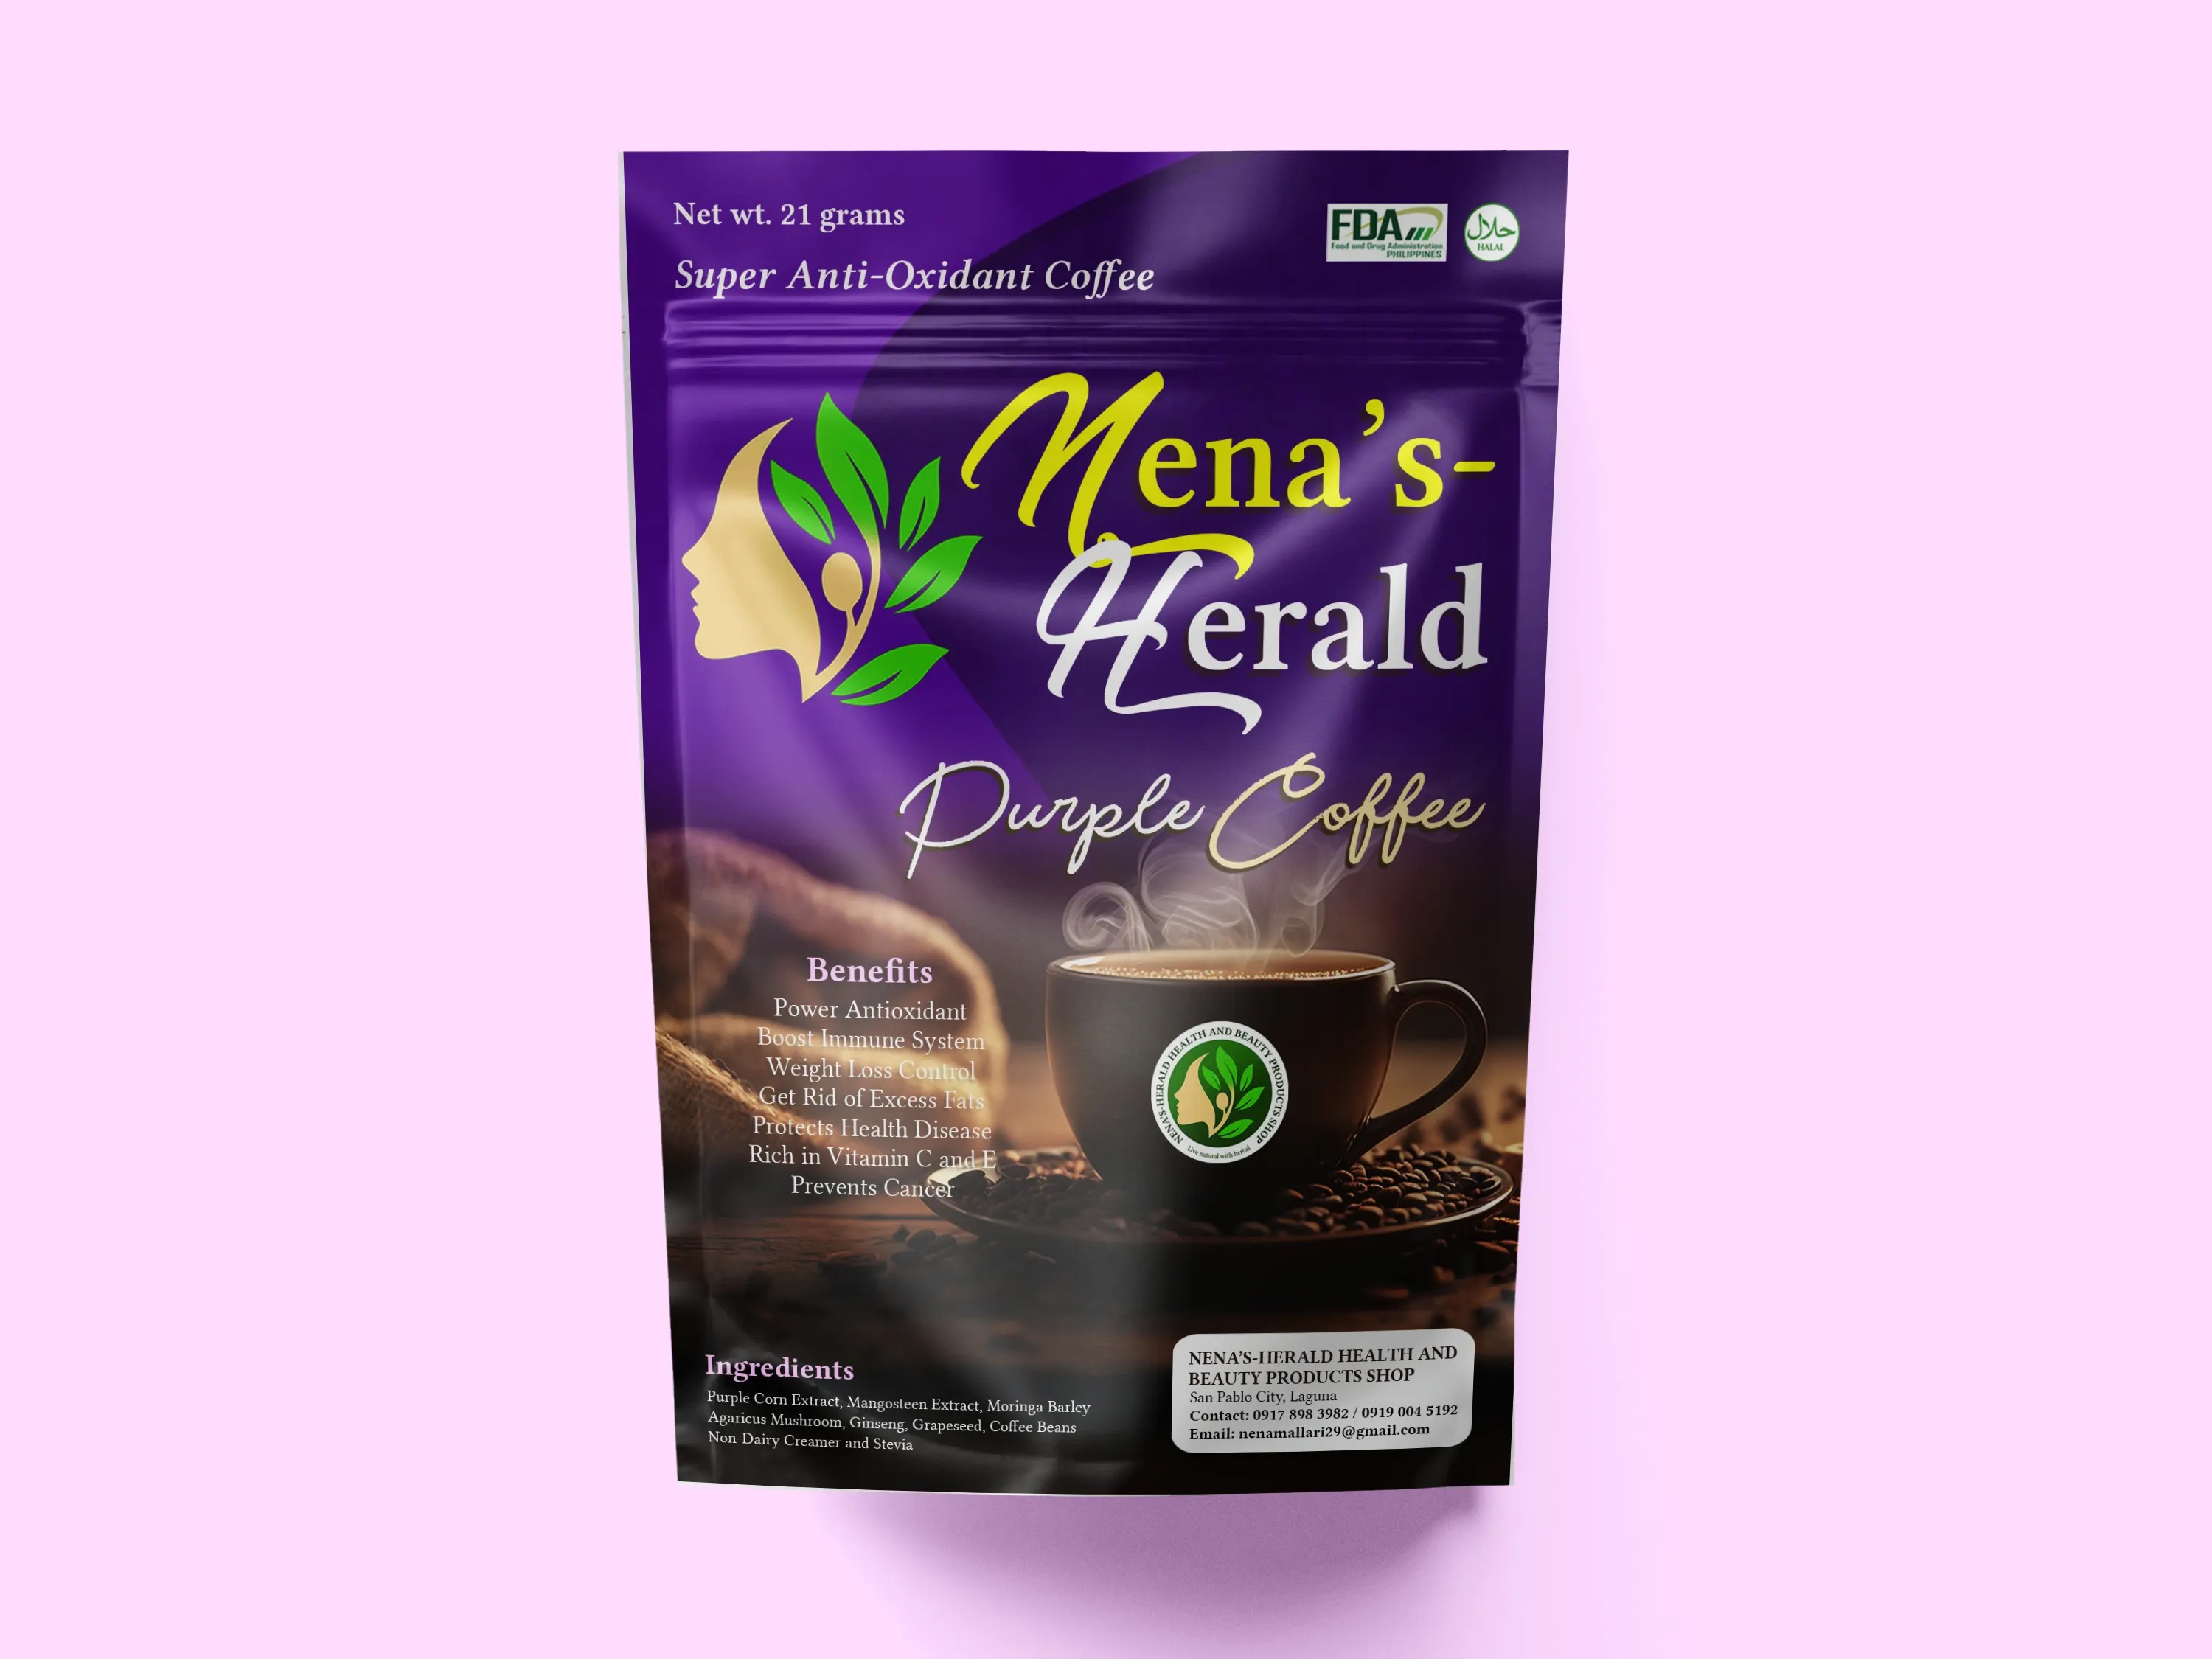 Net wt. 21 grams
Super Anti-Oxidant Coffee
FDA
Food and Drug Administration
PHILIPPINES
حلال
HALAL
Nena's-
Herald
Purple Coffee
Benefits
Power Antioxidant
Boost Immune System
Weight Loss Control
Get Rid of Excess Fats
Protects Health Disease
Rich in Vitamin C and E
Prevents Cancer
NENA'S-HERALD HEALTH AND BEAUTY PRODUCTS SHOP
Live natural with herbal
Ingredients
Purple Corn Extract, Mangosteen Extract, Moringa Barley
Agaricus Mushroom, Ginseng, Grapeseed, Coffee Beans
Non-Dairy Creamer and Stevia
NENA'S-HERALD HEALTH AND
BEAUTY PRODUCTS SHOP
San Pablo City, Laguna
Contact: 0917 898 3982 / 0919 004 5192
Email: nenamallari29@gmail.com